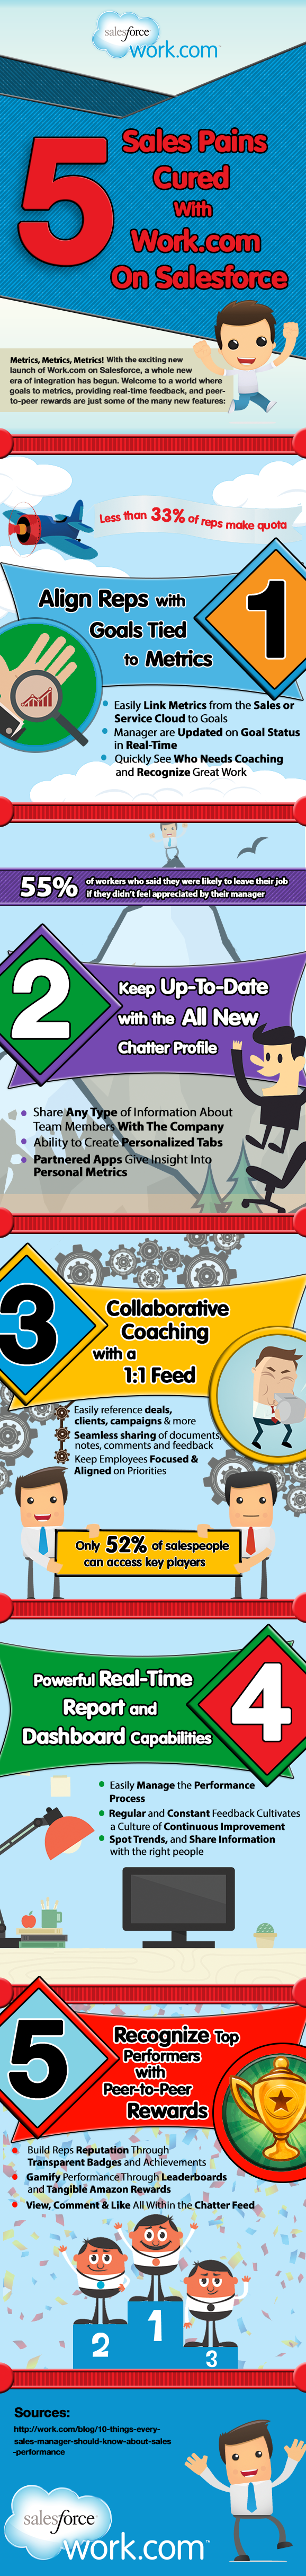 salesforce
work.com™
5
Sales Pains
Cured
With
Work.com
On Salesforce
Metrics, Metrics, Metrics! With the exciting new
launch of Work.com on Salesforce, a whole new
era of integration has begun. Welcome to a world where
goals to metrics, providing real-time feedback, and peer-
to-peer rewards are just some of the many new features:
Less than 33% of reps make quota
1
Align Reps with
Goals Tied
to Metrics
Easily Link Metrics from the Sales or
Service Cloud to Goals
Manager are Updated on Goal Status
in Real-Time
Quickly See Who Needs Coaching
and Recognize Great Work
55% of workers who said they were likely to leave their job
if they didn't feel appreciated by their manager
2
Keep Up-To-Date
with the All New
Chatter Profile
Share Any Type of Information About
Team Members With The Company
Ability to Create Personalized Tabs
Partnered Apps Give Insight Into
Personal Metrics
3
Collaborative
Coaching
with a
1:1 Feed
Easily reference deals,
clients, campaigns & more
Seamless sharing of documents,
notes, comments and feedback
Keep Employees Focused &
Aligned on Priorities
Only 52% of salespeople
can access key players
4
Powerful Real-Time
Report and
Dashboard Capabilities
Easily Manage the Performance
Process
Regular and Constant Feedback Cultivates
a Culture of Continuous Improvement
Spot Trends, and Share Information
with the right people
5
Recognize Top
Performers
with
Peer-to-Peer
Rewards
Build Reps Reputation Through
Transparent Badges and Achievements
Gamify Performance Through Leaderboards
and Tangible Amazon Rewards
View, Comment & Like All Within the Chatter Feed
2
1
3
Sources:
http://work.com/blog/10-things-every-
sales-manager-should-know-about-sales
-performance
salesforce
work.com™